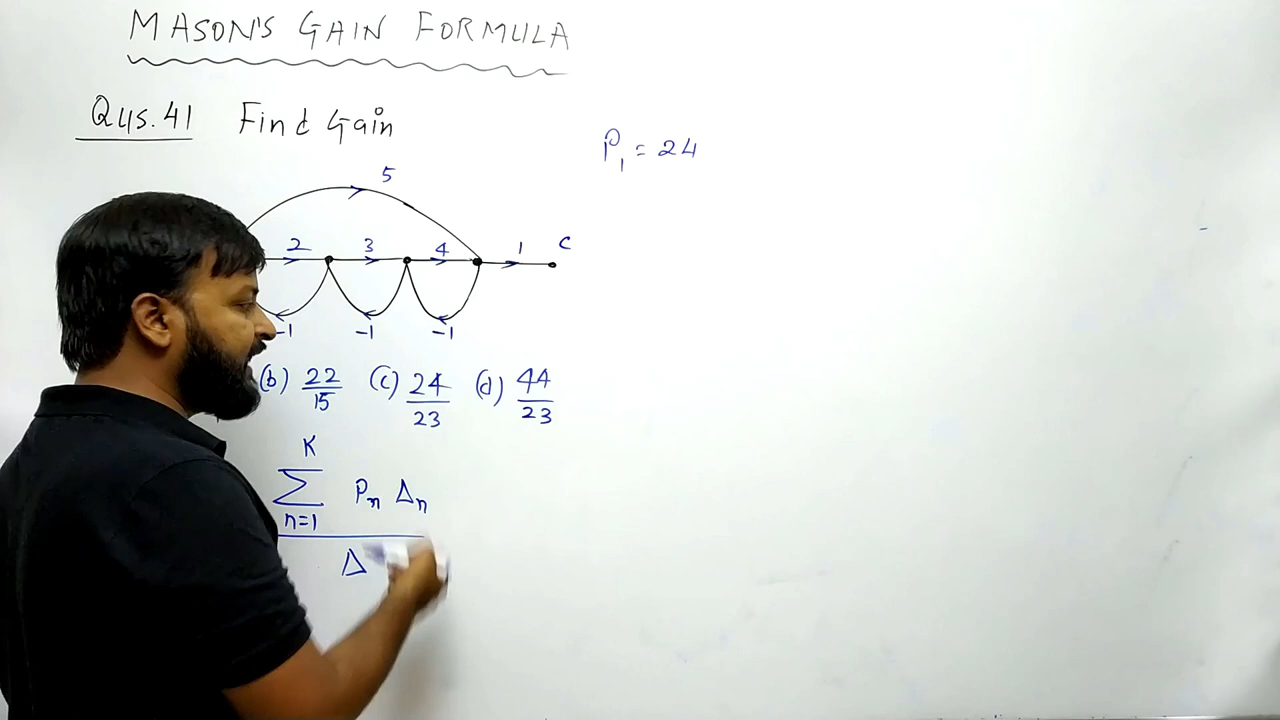 MASON'S GAIN FORMULA
Qus.41 Find Gain
P1 = 24
5
2 3 4 1 C
-1 -1 -1
(b) 22/15 (c) 24/23 (d) 44/23
K
Σ Pn Δn
n=1
Δ